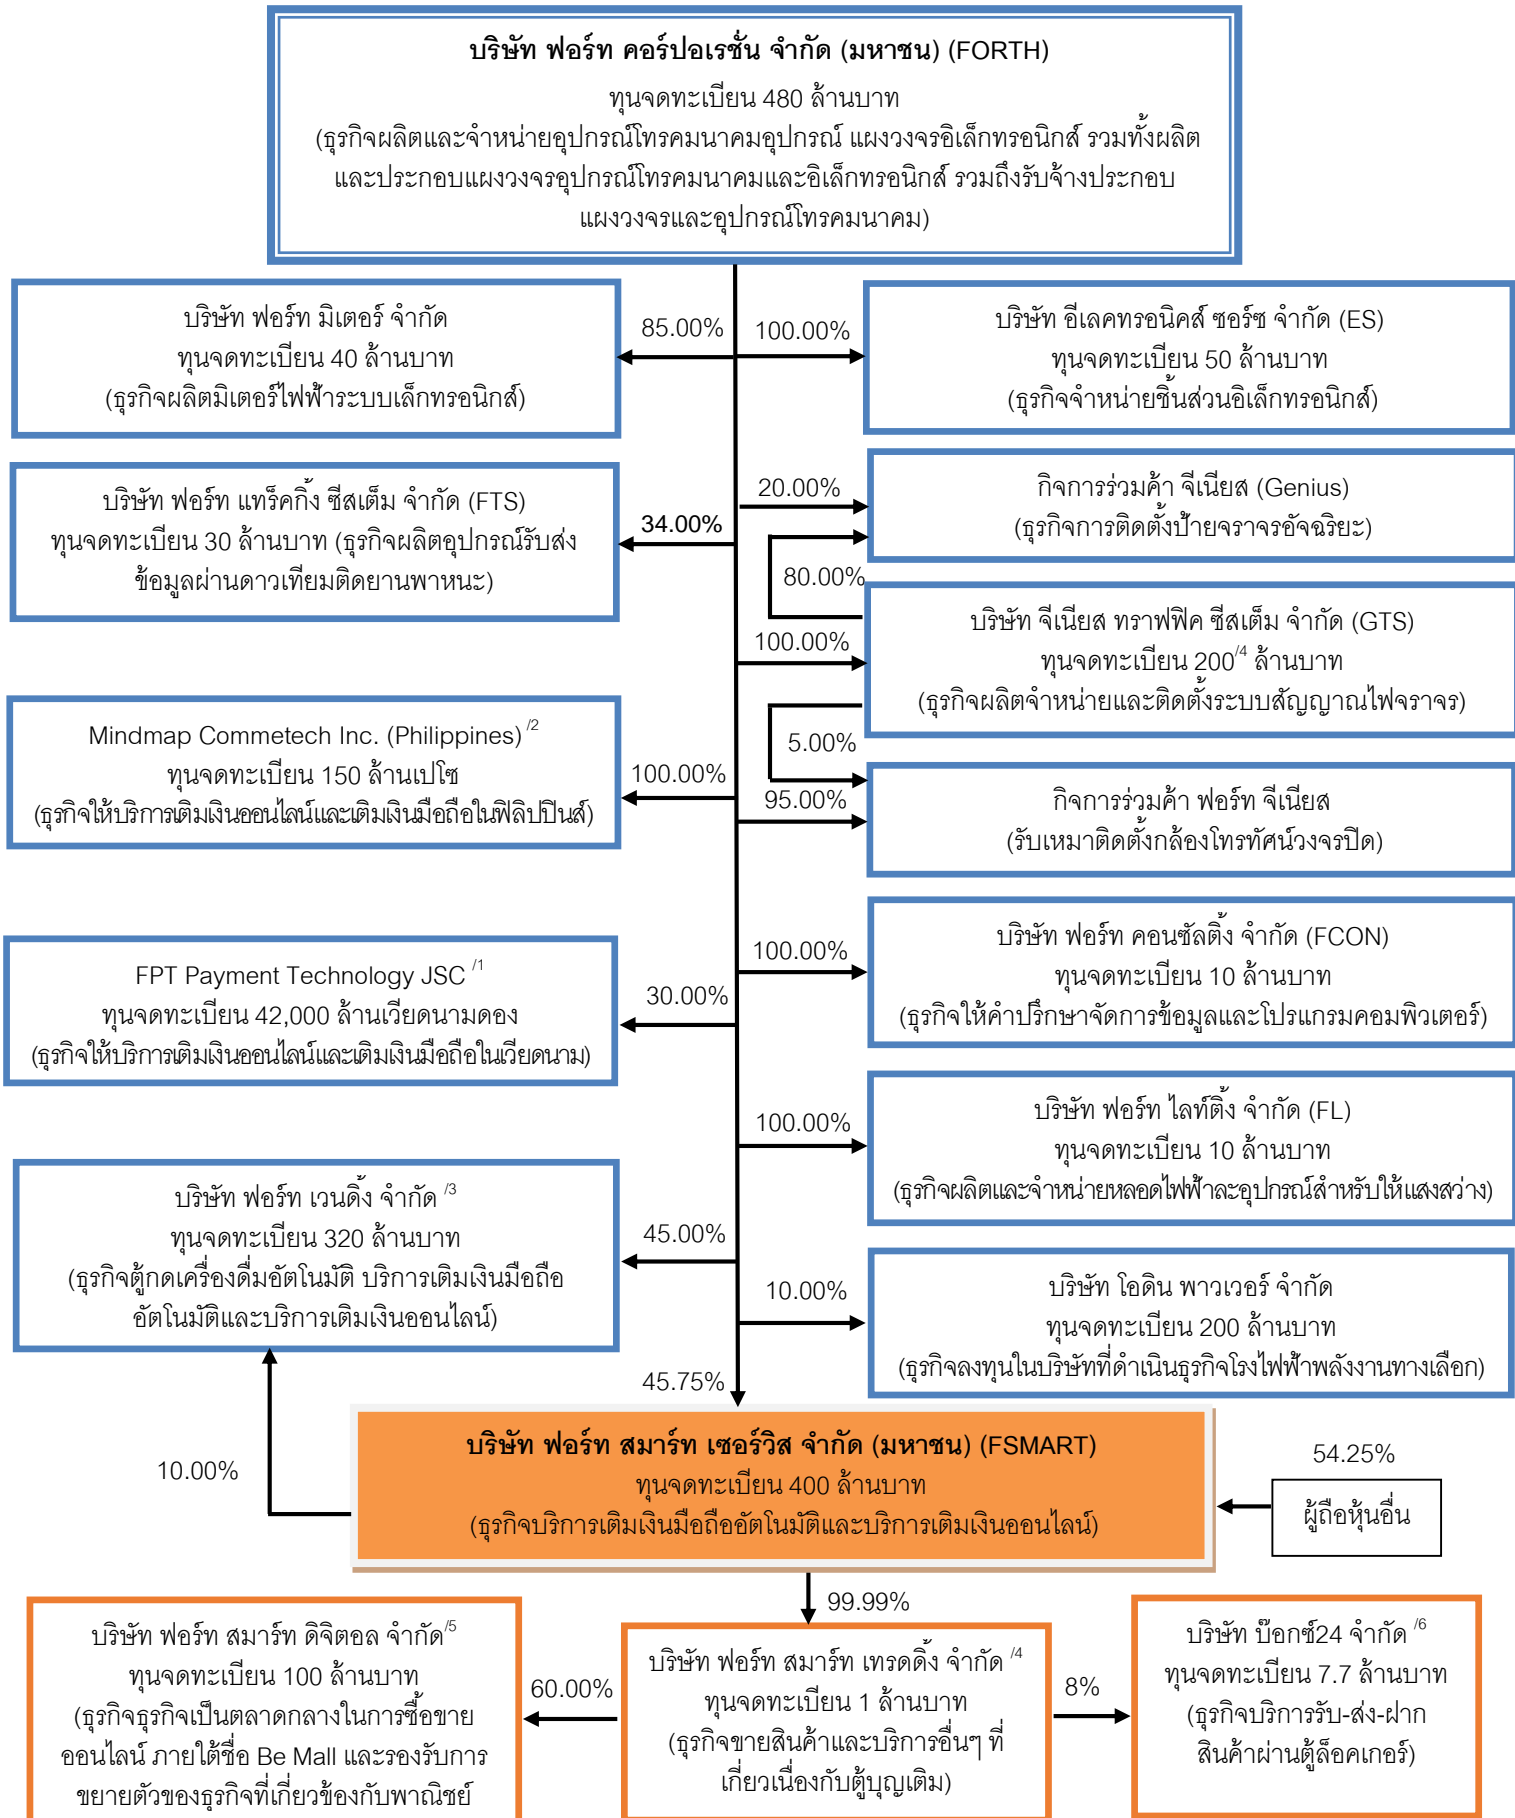 บริษัท ฟอร์ท คอร์ปอเรชั่น จำกัด (มหาชน) (FORTH)
ทุนจดทะเบียน 480 ล้านบาท
(ธุรกิจผลิตและจำหน่ายอุปกรณ์โทรคมนาคมอุปกรณ์ แผงวงจรอิเล็กทรอนิกส์ รวมทั้งผลิต
และประกอบแผงวงจรอุปกรณ์โทรคมนาคมและอิเล็กทรอนิกส์ รวมถึงรับจ้างประกอบ
แผงวงจรและอุปกรณ์โทรคมนาคม)
บริษัท ฟอร์ท มิเตอร์ จำกัด
ทุนจดทะเบียน 40 ล้านบาท
(ธุรกิจผลิตมิเตอร์ไฟฟ้าระบบเล็กทรอนิกส์)
85.00%
100.00%
บริษัท อีเลคทรอนิคส์ ซอร์ซ จำกัด (ES)
ทุนจดทะเบียน 50 ล้านบาท
(ธุรกิจจำหน่ายชิ้นส่วนอิเล็กทรอนิกส์)
บริษัท ฟอร์ท แทร็คกิ้ง ซีสเต็ม จำกัด (FTS)
ทุนจดทะเบียน 30 ล้านบาท (ธุรกิจผลิตอุปกรณ์รับส่ง
ข้อมูลผ่านดาวเทียมติดยานพาหนะ)
34.00%
20.00%
กิจการร่วมค้า จีเนียส (Genius)
(ธุรกิจการติดตั้งป้ายจราจรอัจฉริยะ)
80.00%
100.00%
บริษัท จีเนียส ทราฟฟิค ซีสเต็ม จำกัด (GTS)
ทุนจดทะเบียน 200/4 ล้านบาท
(ธุรกิจผลิตจำหน่ายและติดตั้งระบบสัญญาณไฟจราจร)
Mindmap Commetech Inc. (Philippines) /2
ทุนจดทะเบียน 150 ล้านเปโซ
(ธุรกิจให้บริการเติมเงินออนไลน์และเติมเงินมือถือในฟิลิปปินส์)
100.00%
5.00%
95.00%
กิจการร่วมค้า ฟอร์ท จีเนียส
(รับเหมาติดตั้งกล้องโทรทัศน์วงจรปิด)
100.00%
บริษัท ฟอร์ท คอนซัลติ้ง จำกัด (FCON)
ทุนจดทะเบียน 10 ล้านบาท
(ธุรกิจให้คำปรึกษาจัดการข้อมูลและโปรแกรมคอมพิวเตอร์)
FPT Payment Technology JSC /1
ทุนจดทะเบียน 42,000 ล้านเวียดนามดอง
(ธุรกิจให้บริการเติมเงินออนไลน์และเติมเงินมือถือในเวียดนาม)
30.00%
100.00%
บริษัท ฟอร์ท ไลท์ติ้ง จำกัด (FL)
ทุนจดทะเบียน 10 ล้านบาท
(ธุรกิจผลิตและจำหน่ายหลอดไฟฟ้าละอุปกรณ์สำหรับให้แสงสว่าง)
บริษัท ฟอร์ท เวนดิ้ง จำกัด /3
ทุนจดทะเบียน 320 ล้านบาท
(ธุรกิจตู้กดเครื่องดื่มอัตโนมัติ บริการเติมเงินมือถือ
อัตโนมัติและบริการเติมเงินออนไลน์)
45.00%
10.00%
บริษัท โอดิน พาวเวอร์ จำกัด
ทุนจดทะเบียน 200 ล้านบาท
(ธุรกิจลงทุนในบริษัทที่ดำเนินธุรกิจโรงไฟฟ้าพลังงานทางเลือก)
45.75%
10.00%
บริษัท ฟอร์ท สมาร์ท เซอร์วิส จำกัด (มหาชน) (FSMART)
ทุนจดทะเบียน 400 ล้านบาท
(ธุรกิจบริการเติมเงินมือถืออัตโนมัติและบริการเติมเงินออนไลน์)
54.25%
ผู้ถือหุ้นอื่น
99.99%
บริษัท ฟอร์ท สมาร์ท ดิจิตอล จำกัด/5
ทุนจดทะเบียน 100 ล้านบาท
(ธุรกิจธุรกิจเป็นตลาดกลางในการซื้อขาย
ออนไลน์ ภายใต้ชื่อ Be Mall และรองรับการ
ขยายตัวของธุรกิจที่เกี่ยวข้องกับพาณิชย์
60.00%
บริษัท ฟอร์ท สมาร์ท เทรดดิ้ง จำกัด /4
ทุนจดทะเบียน 1 ล้านบาท
(ธุรกิจขายสินค้าและบริการอื่นๆ ที่
เกี่ยวเนื่องกับตู้บุญเติม)
8%
บริษัท บ๊อกซ์24 จำกัด /6
ทุนจดทะเบียน 7.7 ล้านบาท
(ธุรกิจบริการรับ-ส่ง-ฝาก
สินค้าผ่านตู้ล็อคเกอร์)